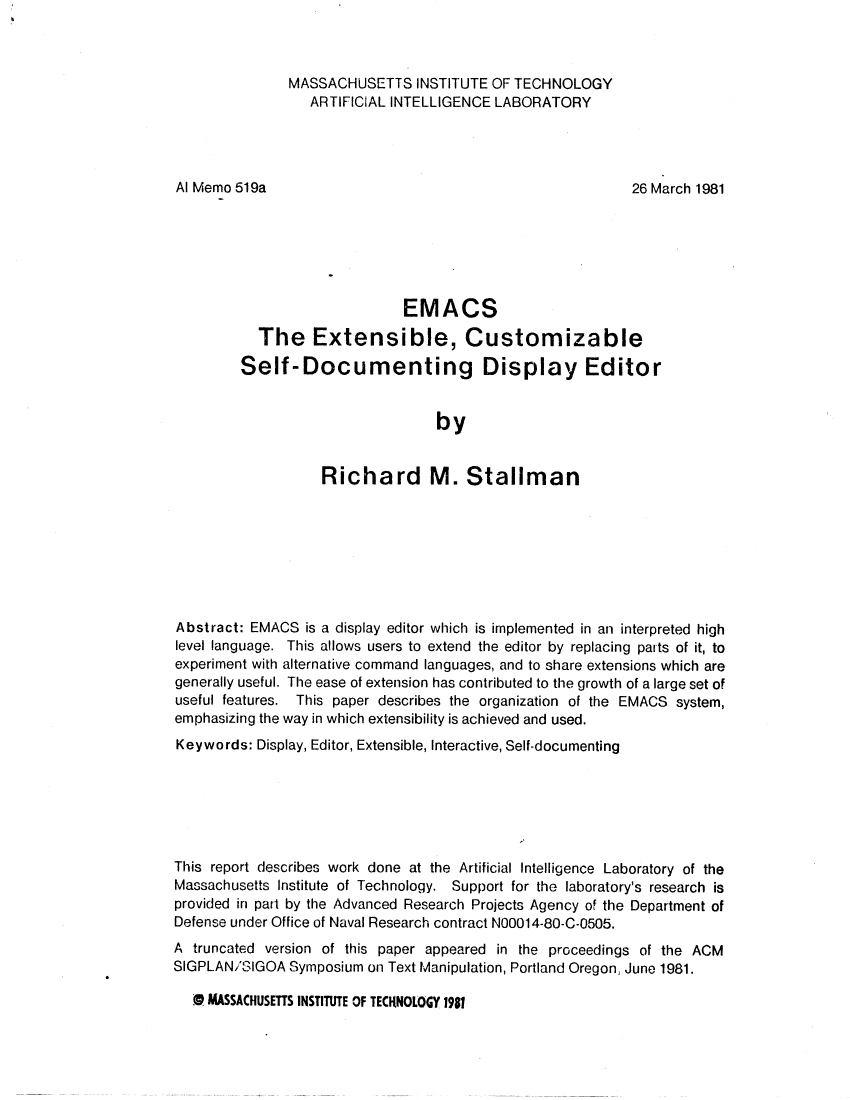 MASSACHUSETTS INSTITUTE OF TECHNOLOGY
ARTIFICIAL INTELLIGENCE LABORATORY
AI Memo 519a
26 March 1981
EMACS
The Extensible, Customizable
Self-Documenting Display Editor
by
Richard M. Stallman
Abstract: EMACS is a display editor which is implemented in an interpreted high
level language. This allows users to extend the editor by replacing parts of it, to
experiment with alternative command languages, and to share extensions which are
generally useful. The ease of extension has contributed to the growth of a large set of
useful features. This paper describes the organization of the EMACS system,
emphasizing the way in which extensibility is achieved and used.
Keywords: Display, Editor, Extensible, Interactive, Self-documenting
This report describes work done at the Artificial Intelligence Laboratory of the
Massachusetts Institute of Technology. Support for the laboratory's research is
provided in part by the Advanced Research Projects Agency of the Department of
Defense under Office of Naval Research contract N00014-80-C-0505.
A truncated version of this paper appeared in the proceedings of the ACM
SIGPLAN/SIGOA Symposium on Text Manipulation, Portland Oregon, June 1981.
© MASSACHUSETTS INSTITUTE OF TECHNOLOGY 1981